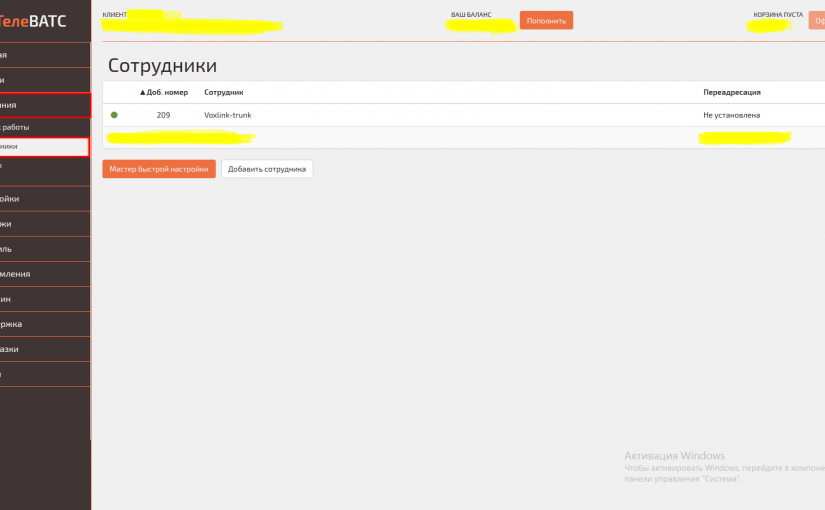 ТелеВАТС
КЛИЕНТ
ВАШ БАЛАНС
Пополнить
КОРЗИНА ПУСТА
Оф
ая
и
ния
работы
ники
ойки
жи
ль
мления
ин
ержка
азки
Сотрудники
▲Доб. номер Сотрудник Переадресация
209 Voxlink-trunk Не установлена
Мастер быстрой настройки Добавить сотрудника
Активация Windows
Чтобы активировать Windows, перейдите в компоне
панели управления "Система".